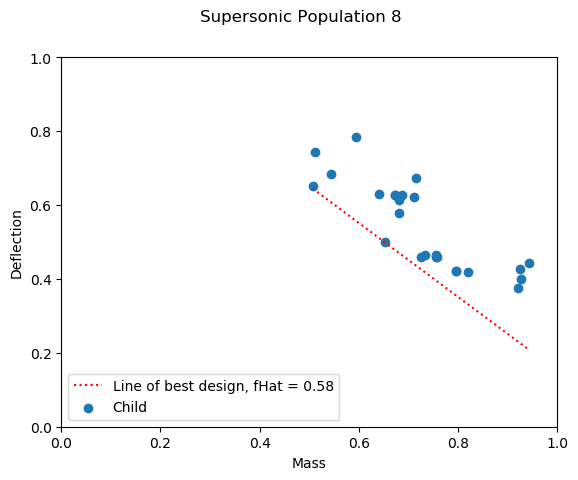 Supersonic Population 8
1.0
0.8
0.6
0.4
0.2
0.0
Deflection
Line of best design, fHat = 0.58
Child
0.0 0.2 0.4 0.6 0.8 1.0
Mass